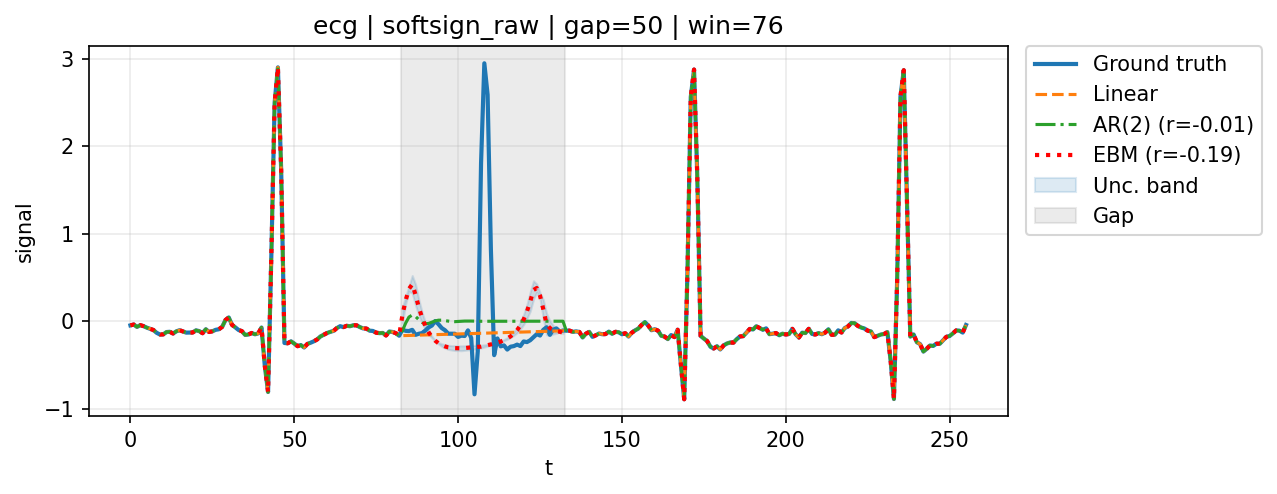 ecg | softsign_raw | gap=50 | win=76
3
2
1
0
−1
signal
0
50
100
150
200
250
t
Ground truth
Linear
AR(2) (r=-0.01)
EBM (r=-0.19)
Unc. band
Gap